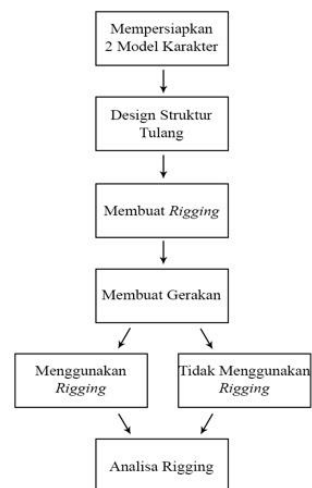 Mempersiapkan
2 Model Karakter
Design Struktur
Tulang
Membuat Rigging
Membuat Gerakan
Menggunakan
Rigging
Tidak Menggunakan
Rigging
Analisa Rigging